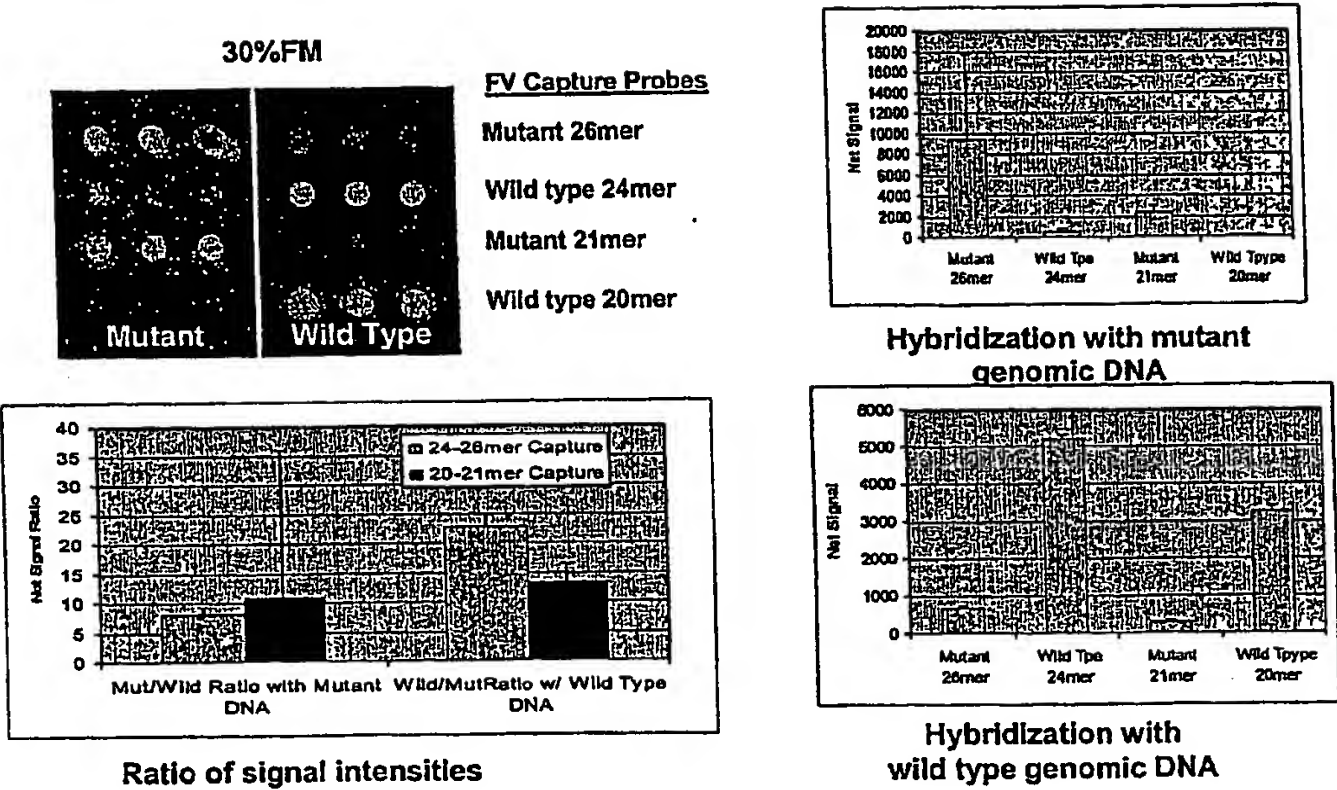 30%FM
FV Capture Probes
Mutant 26mer
Wild type 24mer
Mutant 21mer
Wild type 20mer
Mutant
Wild Type
20000
18000
16000
14000
12000
10000
8000
6000
4000
2000
0
Net Signal
Mutant 26mer
Wild Tpe 24mer
Mutant 21mer
Wild Tpype 20mer
Hybridization with mutant
genomic DNA
40
35
30
25
20
15
10
5
0
Net Signal Ratio
24-26mer Capture
20-21mer Capture
Mut/Wild Ratio with Mutant DNA
Wild/MutRatio w/ Wild Type DNA
Ratio of signal intensities
6000
5000
4000
3000
2000
1000
0
Net Signal
Mutant 26mer
Wild Tpe 24mer
Mutant 21mer
Wild Tpype 20mer
Hybridization with
wild type genomic DNA